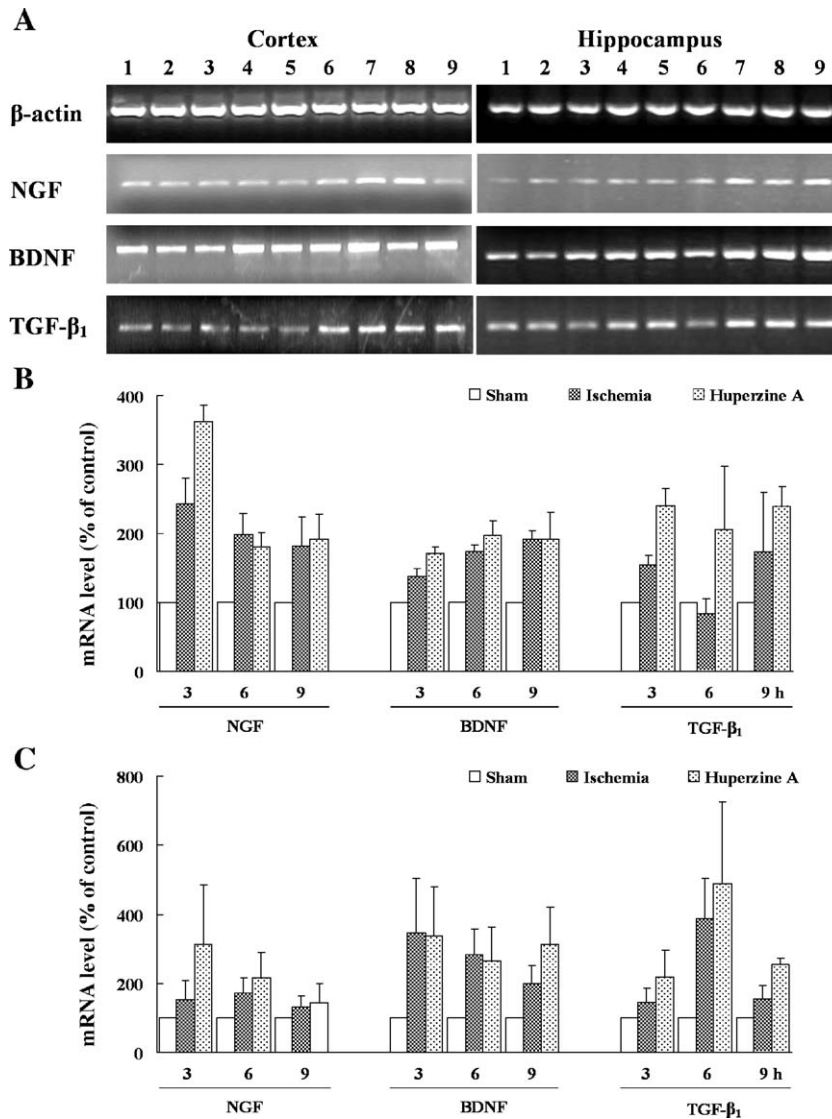 A
Cortex Hippocampus
1 2 3 4 5 6 7 8 9 1 2 3 4 5 6 7 8 9
β-actin
NGF
BDNF
TGF-β₁
B
400
300
200
100
0
mRNA level (% of control)
Sham Ischemia Huperzine A
3 6 9 3 6 9 3 6 9 h
NGF BDNF TGF-β₁
C
800
600
400
200
0
mRNA level (% of control)
Sham Ischemia Huperzine A
3 6 9 3 6 9 3 6 9 h
NGF BDNF TGF-β₁